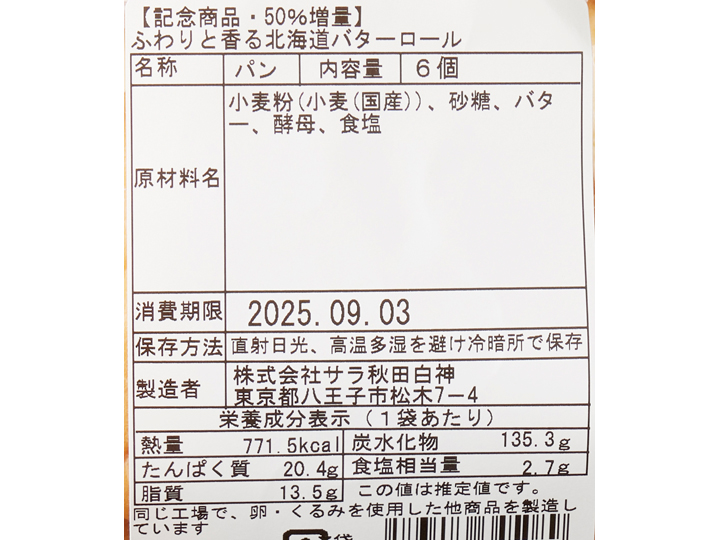 【記念商品・50%増量】
ふわりと香る北海道バターロール
名称 パン 内容量 6個
原材料名 小麦粉(小麦(国産))、砂糖、バタ
ー、酵母、食塩
消費期限 2025.09.03
保存方法 直射日光、高温多湿を避け冷暗所で保存
製造者 株式会社サラ秋田白神
東京都八王子市松木7-4
栄養成分表示(1袋あたり)
熱量 771.5kcal 炭水化物 135.3g
たんぱく質 20.4g 食塩相当量 2.7g
脂質 13.5g この値は推定値です。
同じ工場で、卵・くるみを使用した他商品を製造し
ています
袋